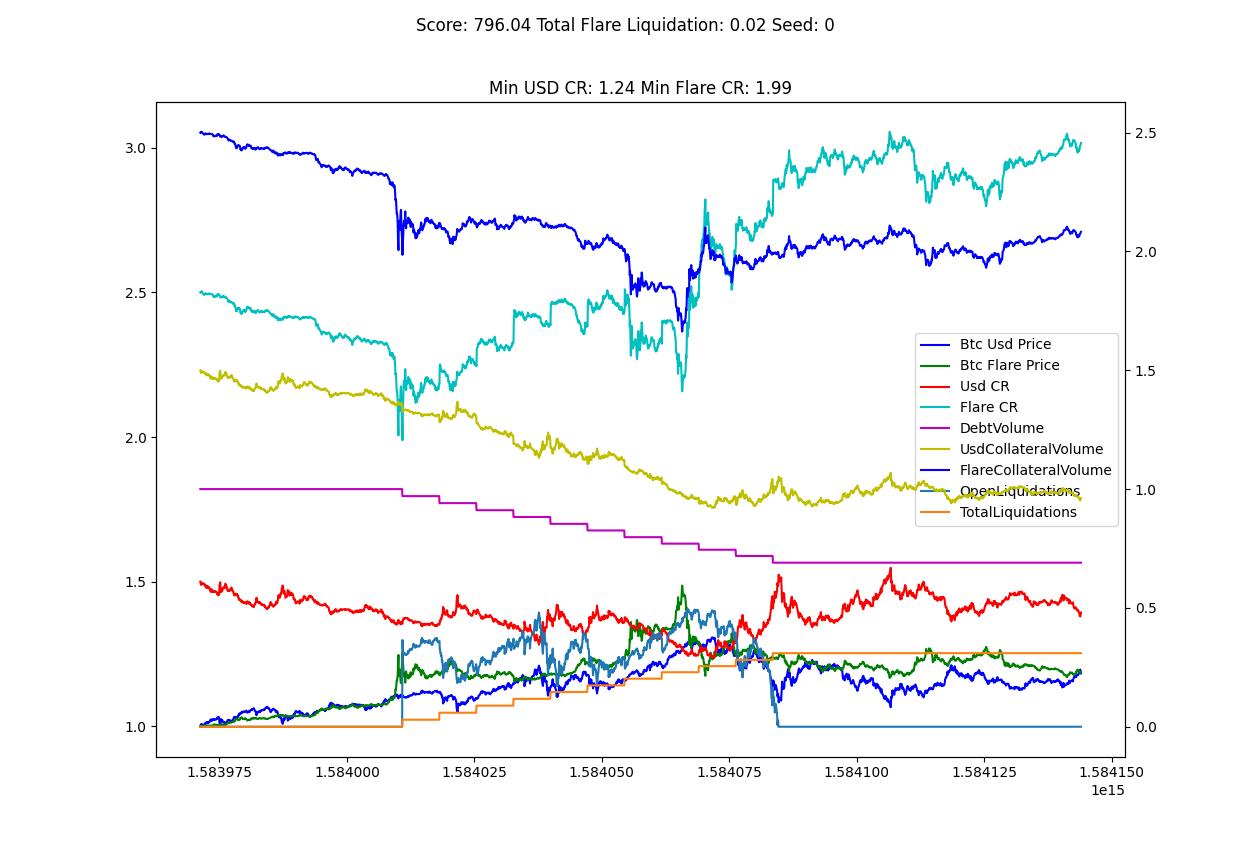 Score: 796.04 Total Flare Liquidation: 0.02 Seed: 0
Min USD CR: 1.24 Min Flare CR: 1.99
3.0
2.5
2.0
1.5
1.0
2.5
2.0
1.5
1.0
0.5
0.0
Btc Usd Price
Btc Flare Price
Usd CR
Flare CR
DebtVolume
UsdCollateralVolume
FlareCollateralVolume
OpenLiquidations
TotalLiquidations
1.583975 1.584000 1.584025 1.584050 1.584075 1.584100 1.584125 1.584150
1e15